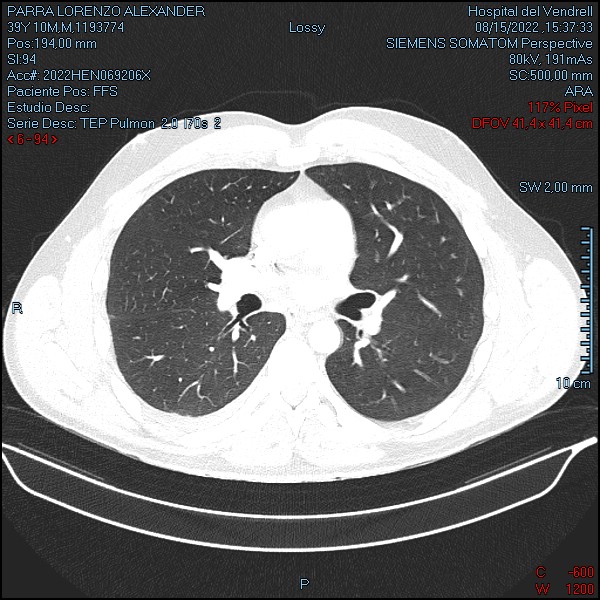 PARRA LORENZO ALEXANDER
39Y 10M,M,1193774
Pos:194.00 mm
SI:94
Acc#: 2022HEN069206X
Paciente Pos: FFS
Estudio Desc:
Serie Desc: TEP Pulmon 2.0 I70s 2
<6-94>
Lossy
Hospital del Vendrell
08/15/2022 ,15:37:33
SIEMENS SOMATOM Perspective
80kV, 191mAs
SC:500,00 mm
ARA
117% Pixel
DFOV 41,4 x 41,4cm
SW 2,00 mm
R
10 cm
P
C -600
W 1200